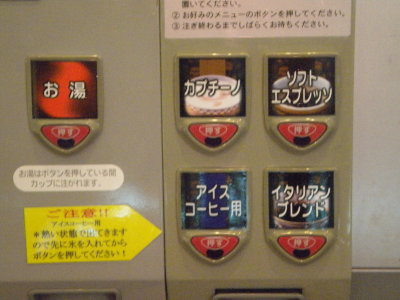 置いてください。
② お好みのメニューのボタンを押してください。
③ 注ぎ終わるまでしばらくお待ちください。
お湯
押す
カプチーノ
押す
ソフト
エスプレッソ
押す
お湯はボタンを押している間
カップに注がれます。
ご注意!!
アイスコーヒー用
＊熱い状態で出てきます
ので先に氷を入れてから
ボタンを押してください！
アイス
コーヒー用
押す
イタリアン
ブレンド
押す